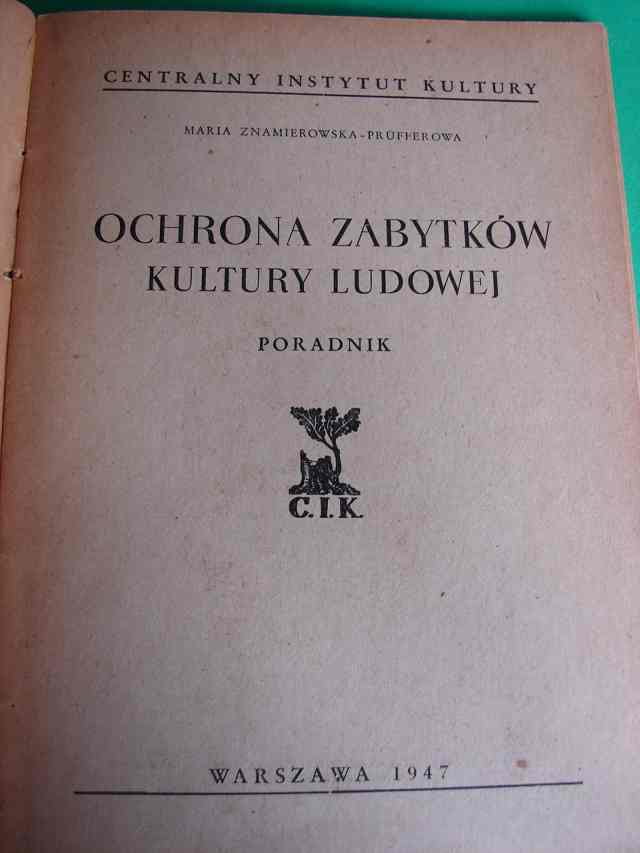 CENTRALNY INSTYTUT KULTURY
MARIA ZNAMIEROWSKA-PRÜFFEROWA
OCHRONA ZABYTKÓW
KULTURY LUDOWEJ
PORADNIK
C.I.K.
WARSZAWA 1947